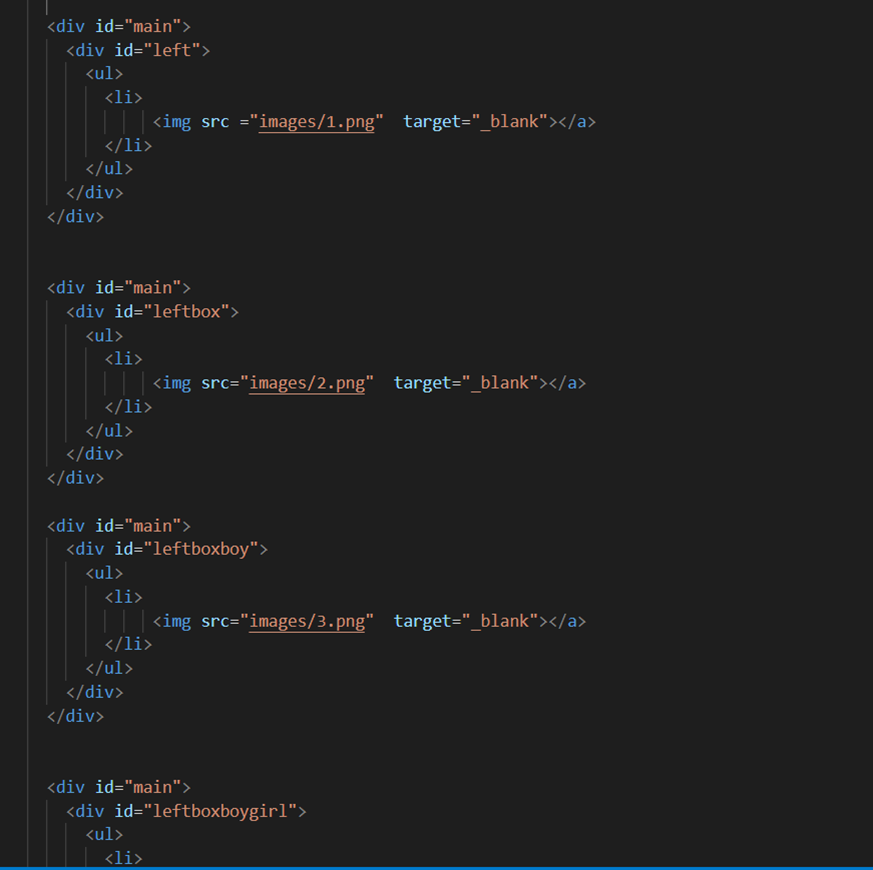 <div id="main">
<div id="left">
<ul>
<li>
<img src ="images/1.png"  target="_blank"></a>
</li>
</ul>
</div>
</div>
<div id="main">
<div id="leftbox">
<ul>
<li>
<img src="images/2.png"  target="_blank"></a>
</li>
</ul>
</div>
</div>
<div id="main">
<div id="leftboxboy">
<ul>
<li>
<img src="images/3.png"  target="_blank"></a>
</li>
</ul>
</div>
</div>
<div id="main">
<div id="leftboxboygirl">
<ul>
<li>